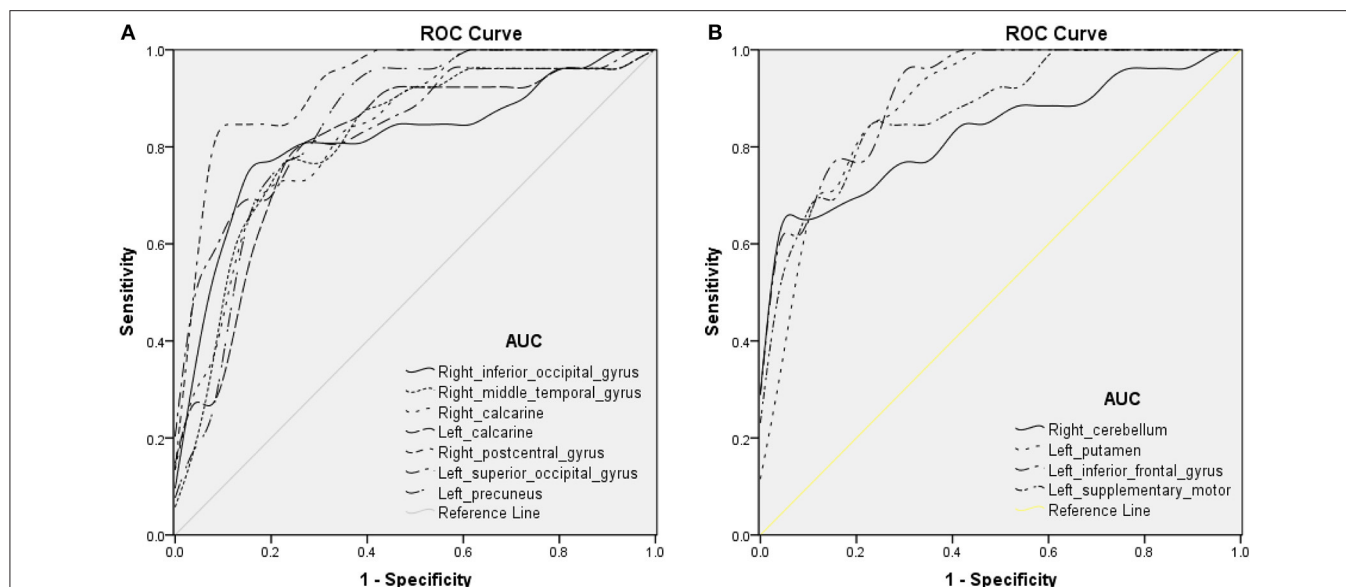 A
ROC Curve
Sensitivity
1.0
0.8
0.6
0.4
0.2
0.0
AUC
Right_inferior_occipital_gyrus
Right_middle_temporal_gyrus
Right_calcarine
Left_calcarine
Right_postcentral_gyrus
Left_superior_occipital_gyrus
Left_precuneus
Reference Line
0.0 0.2 0.4 0.6 0.8 1.0
1 - Specificity
B
ROC Curve
Sensitivity
1.0
0.8
0.6
0.4
0.2
0.0
AUC
Right_cerebellum
Left_putamen
Left_inferior_frontal_gyrus
Left_supplementary_motor
Reference Line
0.0 0.2 0.4 0.6 0.8 1.0
1 - Specificity